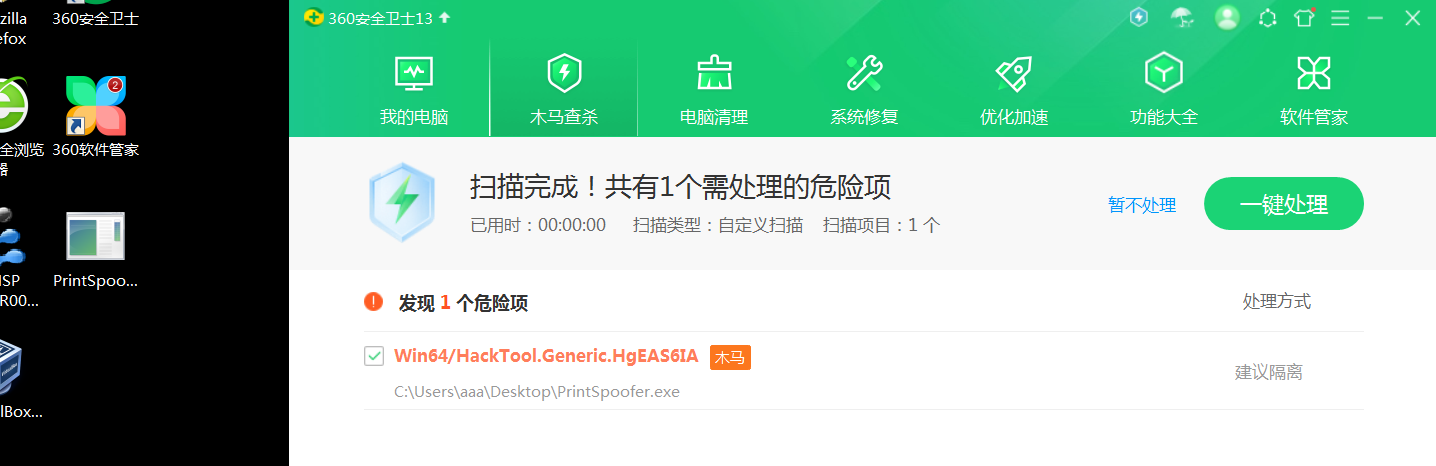 zilla
efox
360安全卫士
2
全浏览
器
360软件管家
ISP
R00...
PrintSpoo...
lBox...
360安全卫士13
我的电脑
木马查杀
电脑清理
系统修复
优化加速
功能大全
软件管家
扫描完成！共有1个需处理的危险项
已用时：00:00:00 扫描类型：自定义扫描 扫描项目：1 个
暂不处理
一键处理
发现 1 个危险项
处理方式
Win64/HackTool.Generic.HgEAS6IA 木马
C:\Users\aaa\Desktop\PrintSpoofer.exe
建议隔离